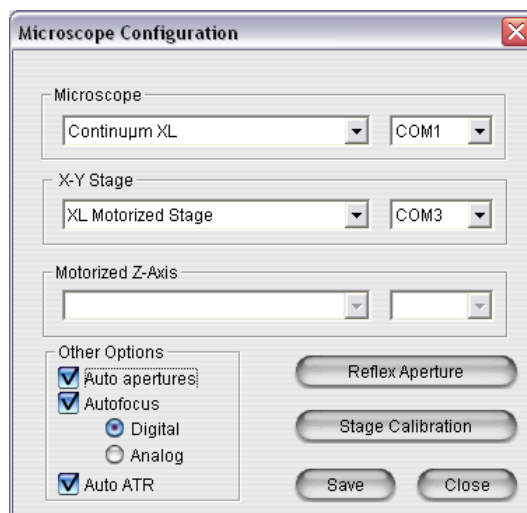 Microscope Configuration
Microscope
Continuµm XL
COM1
X-Y Stage
XL Motorized Stage
COM3
Motorized Z-Axis
Other Options
Auto apertures
Autofocus
Digital
Analog
Auto ATR
Reflex Aperture
Stage Calibration
Save
Close